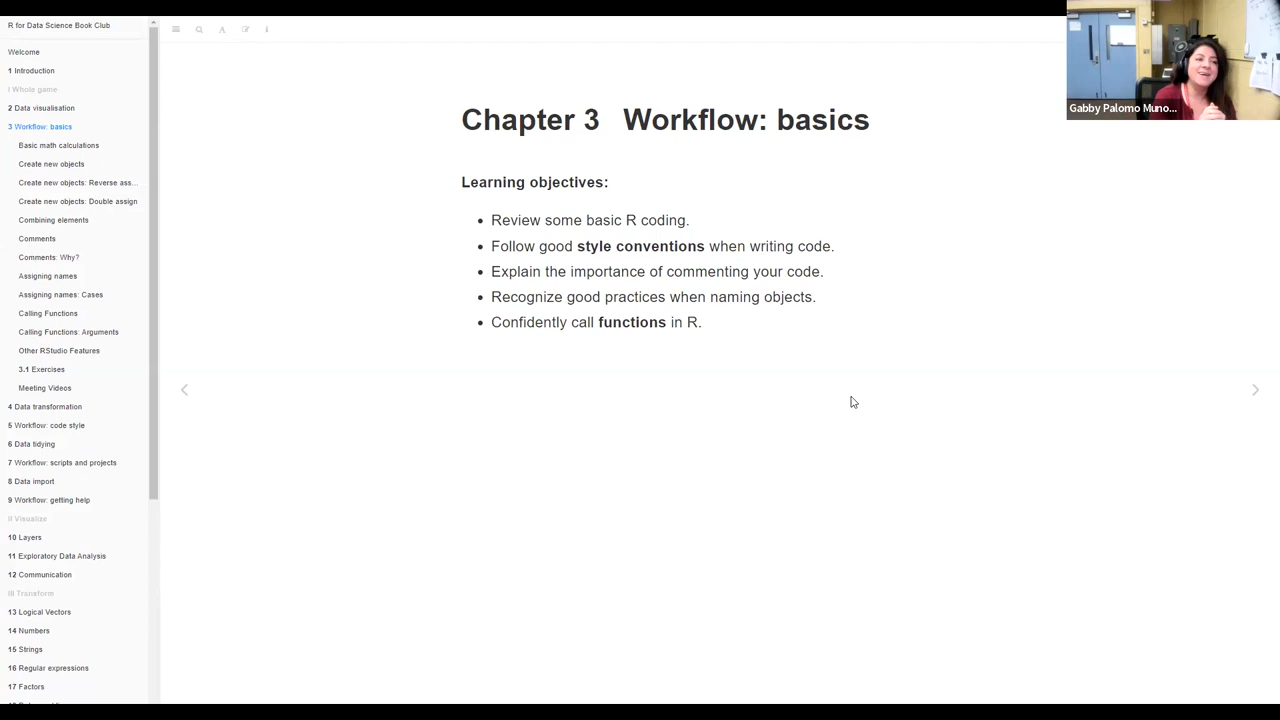 R for Data Science Book Club
Welcome
1 Introduction
I Whole game
2 Data visualisation
3 Workflow: basics
Basic math calculations
Create new objects
Create new objects: Reverse ass...
Create new objects: Double assign
Combining elements
Comments
Comments: Why?
Assigning names
Assigning names: Cases
Calling Functions
Calling Functions: Arguments
Other RStudio Features
3.1 Exercises
Meeting Videos
4 Data transformation
5 Workflow: code style
6 Data tidying
7 Workflow: scripts and projects
8 Data import
9 Workflow: getting help
II Visualize
10 Layers
11 Exploratory Data Analysis
12 Communication
III Transform
13 Logical Vectors
14 Numbers
15 Strings
16 Regular expressions
17 Factors
Chapter 3 Workflow: basics
Learning objectives:
• Review some basic R coding.
• Follow good style conventions when writing code.
• Explain the importance of commenting your code.
• Recognize good practices when naming objects.
• Confidently call functions in R.
Gabby Palomo Muno...